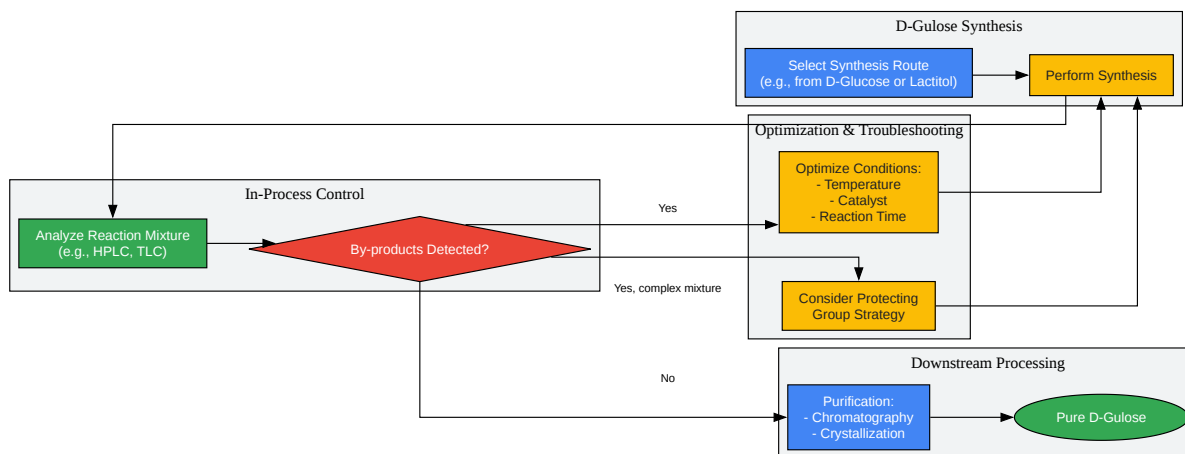 D-Gulose Synthesis
Select Synthesis Route
(e.g., from D-Glucose or Lactitol)
Perform Synthesis
Optimization & Troubleshooting
Optimize Conditions:
- Temperature
- Catalyst
- Reaction Time
In-Process Control
Analyze Reaction Mixture
(e.g., HPLC, TLC)
By-products Detected?
Yes
Yes, complex mixture
Consider Protecting
Group Strategy
No
Downstream Processing
Purification:
- Chromatography
- Crystallization
Pure D-Gulose